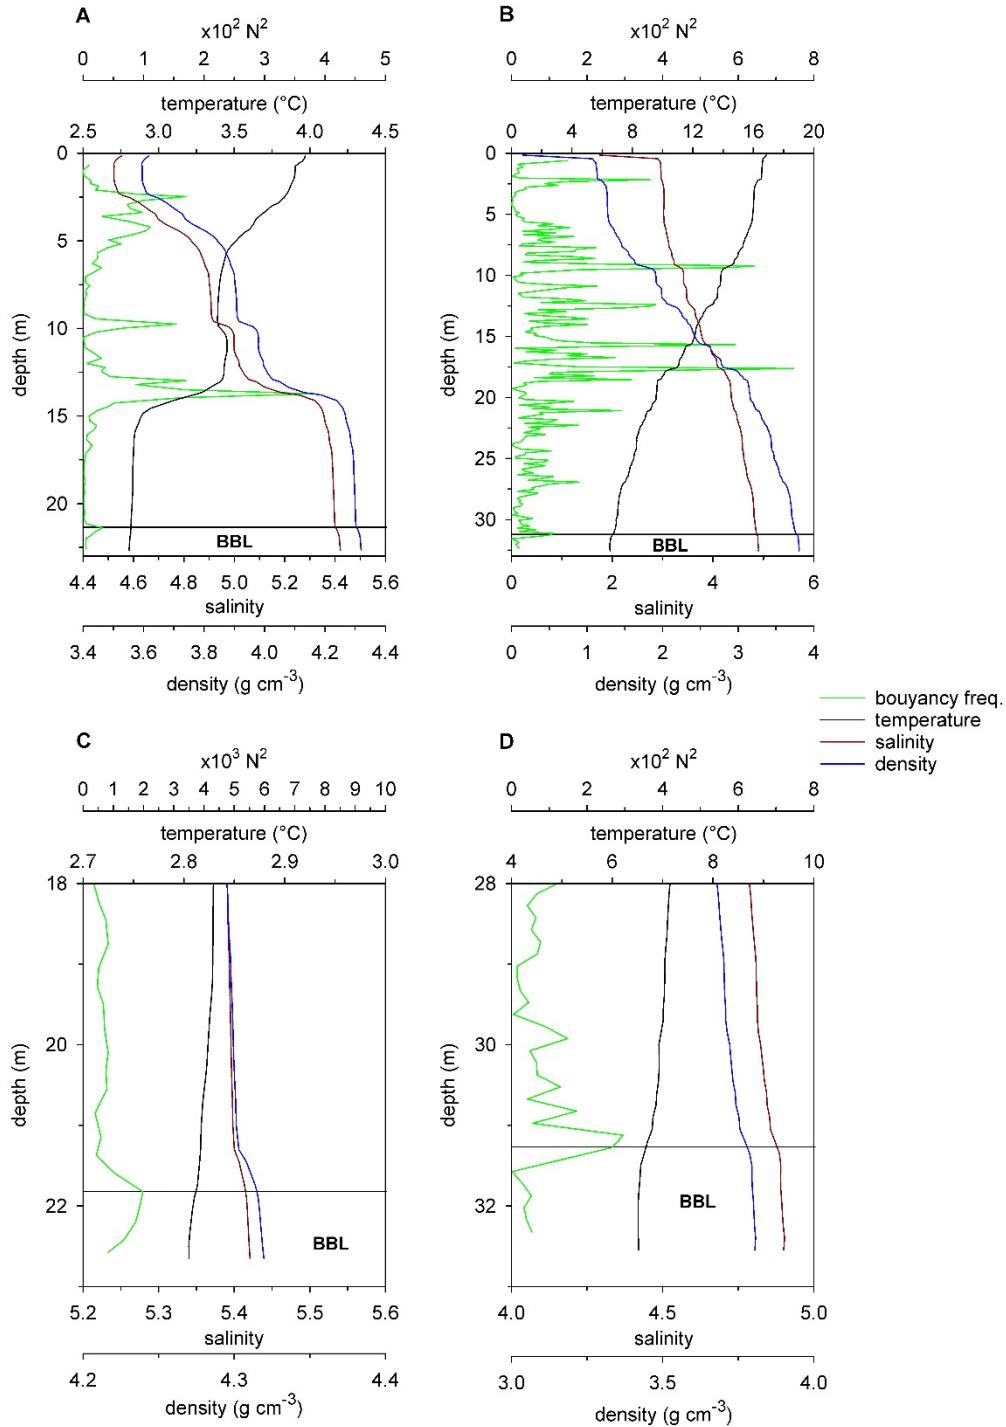 A
x10² N²
0 1 2 3 4 5
temperature (°C)
2.5 3.0 3.5 4.0 4.5
0
5
10
15
20
depth (m)
BBL
4.4 4.6 4.8 5.0 5.2 5.6
salinity
3.4 3.6 3.8 4.0 4.2 4.4
density (g cm⁻³)
B
x10² N²
0 2 4 6 8
temperature (°C)
0 4 8 12 16 20
0
5
10
15
20
25
30
depth (m)
BBL
0 2 4 6
salinity
0 1 2 3 4
density (g cm⁻³)
bouyancy freq.
temperature
salinity
density
C
x10³ N²
0 1 2 3 4 5 6 7 8 9 10
temperature (°C)
2.7 2.8 2.9 3.0
18
20
22
depth (m)
BBL
5.2 5.3 5.4 5.5 5.6
salinity
4.2 4.3 4.4
density (g cm⁻³)
D
x10² N²
0 2 4 6 8
temperature (°C)
4 6 8 10
28
30
32
depth (m)
BBL
4.0 4.5 5.0
salinity
3.0 3.5 4.0
density (g cm⁻³)